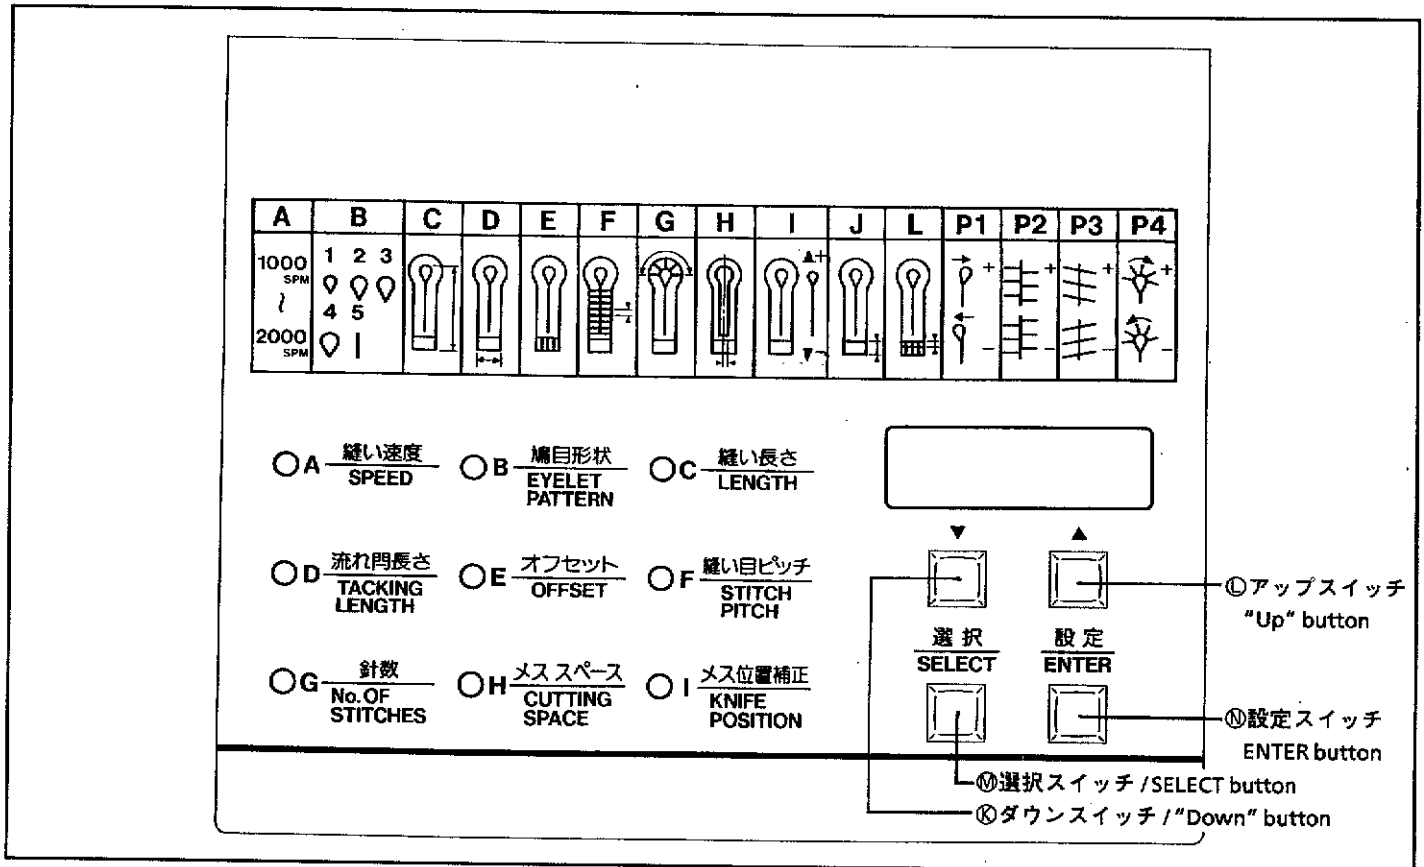 A B C D E F G H I J L P1 P2 P3 P4
1000 SPM 〜 2000 SPM
1 2 3
4 5
+ + + + +
− − − − −
A 縫い速度 SPEED
B 鳩目形状 EYELET PATTERN
C 縫い長さ LENGTH
D 流れ閂長さ TACKING LENGTH
E オフセット OFFSET
F 縫い目ピッチ STITCH PITCH
G 針数 No. OF STITCHES
H メス スペース CUTTING SPACE
I メス位置補正 KNIFE POSITION
▼ ▲
選択 SELECT
設定 ENTER
Ⓛアップスイッチ
"Up" button
Ⓝ設定スイッチ
ENTER button
Ⓜ選択スイッチ / SELECT button
Ⓚダウンスイッチ / "Down" button